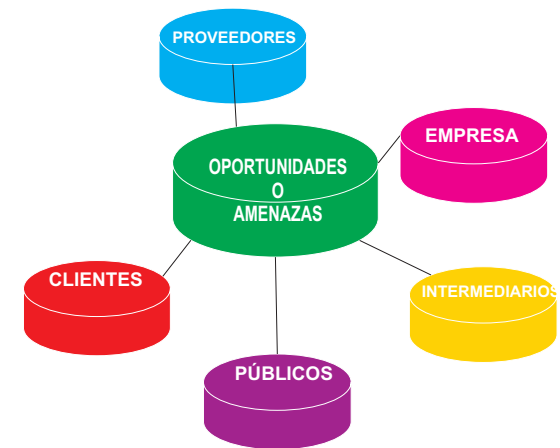 PROVEEDORES
EMPRESA
OPORTUNIDADES
O
AMENAZAS
CLIENTES
INTERMEDIARIOS
PÚBLICOS